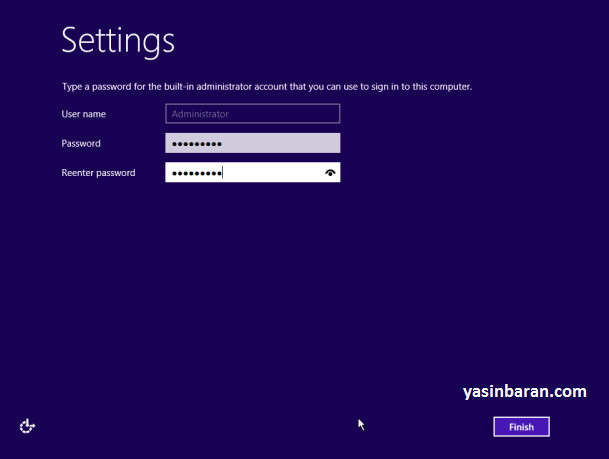 Settings
Type a password for the built-in administrator account that you can use to sign in to this computer.
User name Administrator
Password •••••••••
Reenter password •••••••••
yasinbaran.com
Finish